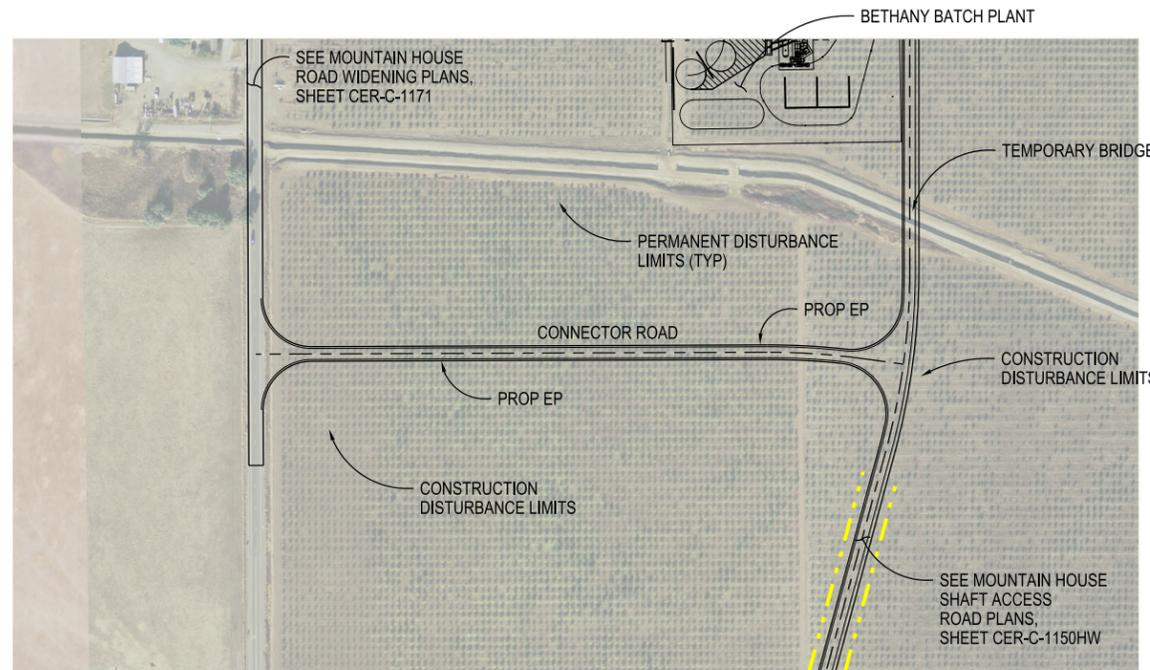 BETHANY BATCH PLANT
SEE MOUNTAIN HOUSE
ROAD WIDENING PLANS,
SHEET CER-C-1171
TEMPORARY BRIDGE
PERMANENT DISTURBANCE
LIMITS (TYP)
PROP EP
CONNECTOR ROAD
CONSTRUCTION
DISTURBANCE LIMITS
PROP EP
CONSTRUCTION
DISTURBANCE LIMITS
SEE MOUNTAIN HOUSE
SHAFT ACCESS
ROAD PLANS,
SHEET CER-C-1150HW